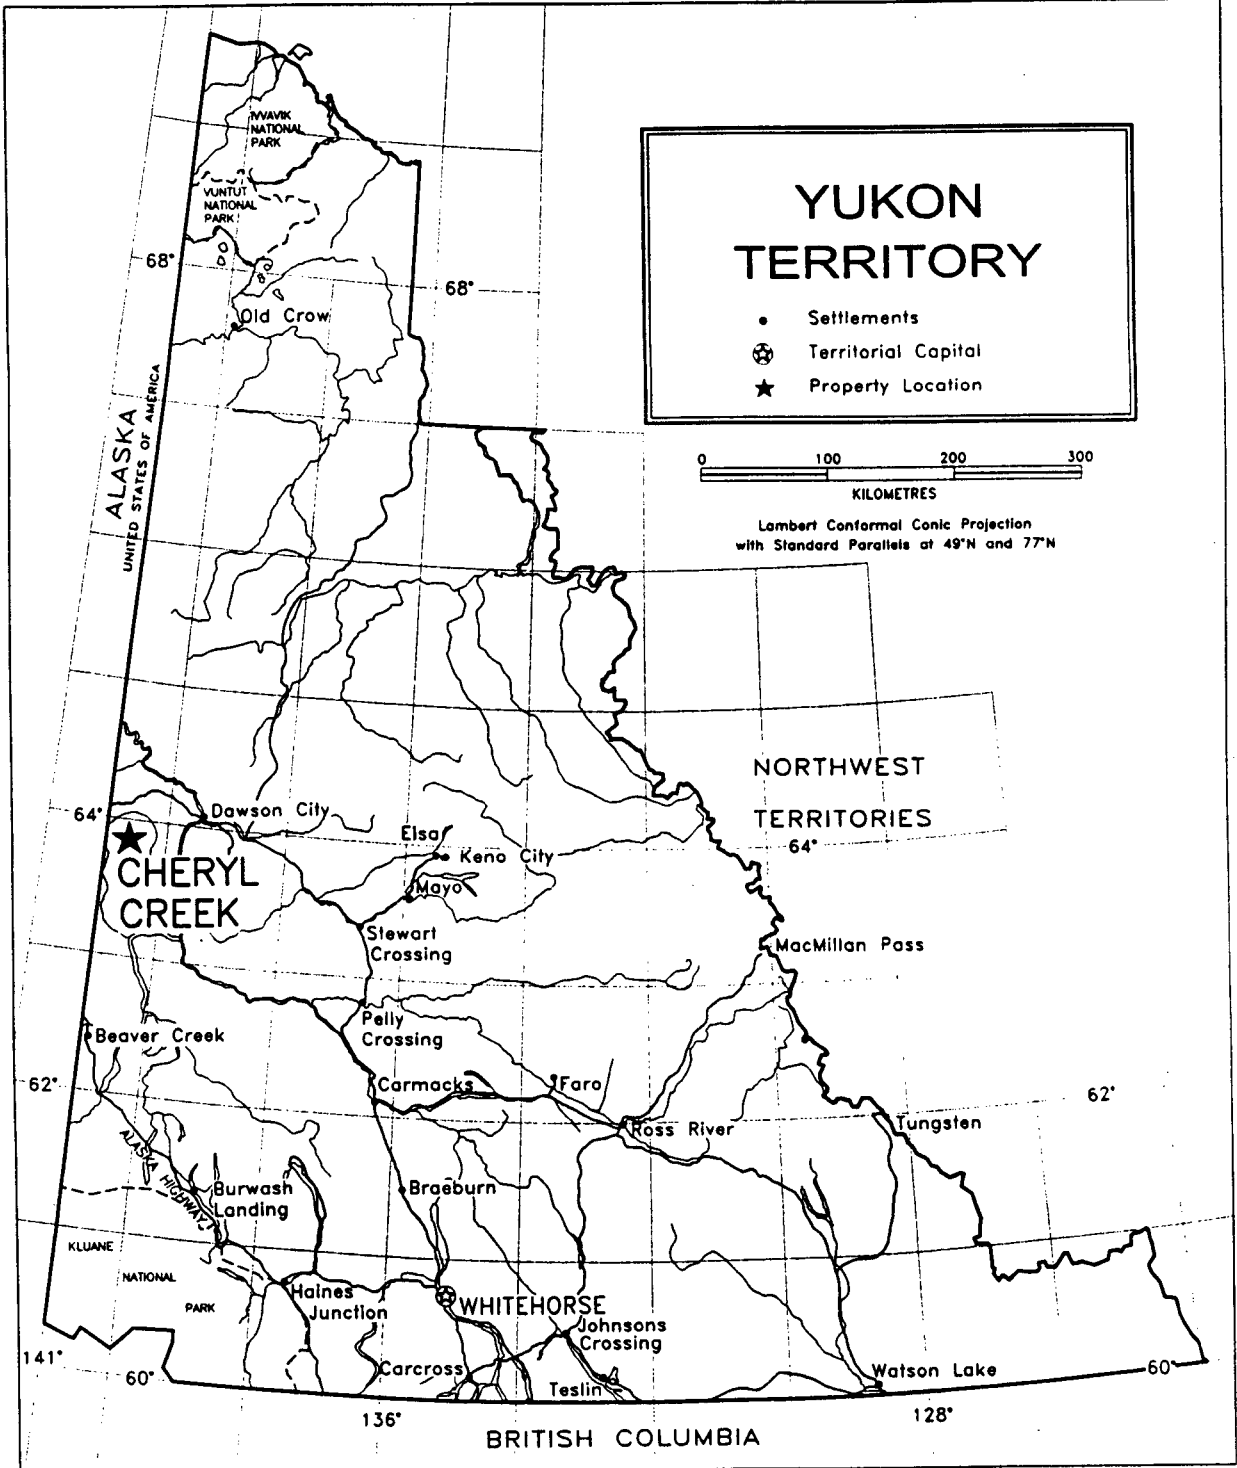 IVVAVIK
NATIONAL
PARK
VUNTUT
NATIONAL
PARK
YUKON
TERRITORY
Settlements
Territorial Capital
Property Location
68°
68°
Old Crow
ALASKA
UNITED STATES OF AMERICA
0 100 200 300
KILOMETRES
Lambert Conformal Conic Projection
with Standard Parallels at 49°N and 77°N
NORTHWEST
TERRITORIES
64°
64°
Dawson City
Elsa
Keno City
Mayo
CHERYL
CREEK
Stewart
Crossing
MacMillan Pass
Pelly
Crossing
Beaver Creek
62°
62°
Carmacks
Faro
Ross River
Tungsten
ALASKA HIGHWAY
Burwash
Landing
Braeburn
KLUANE
NATIONAL
PARK
Haines
Junction
WHITEHORSE
Johnsons
Crossing
141°
60°
Carcross
Teslin
Watson Lake
60°
136°
128°
BRITISH COLUMBIA